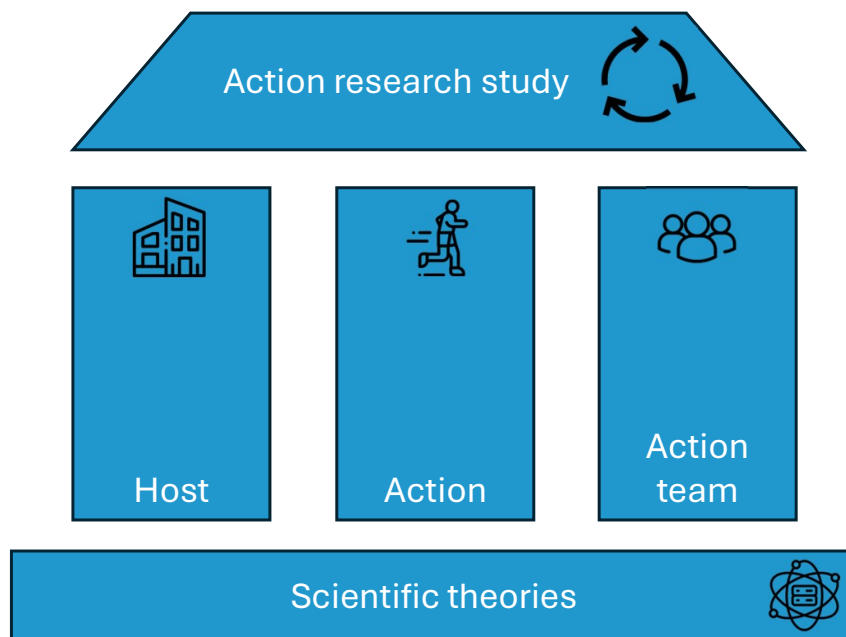 Action research study
Host
Action
Action
team
Scientific theories